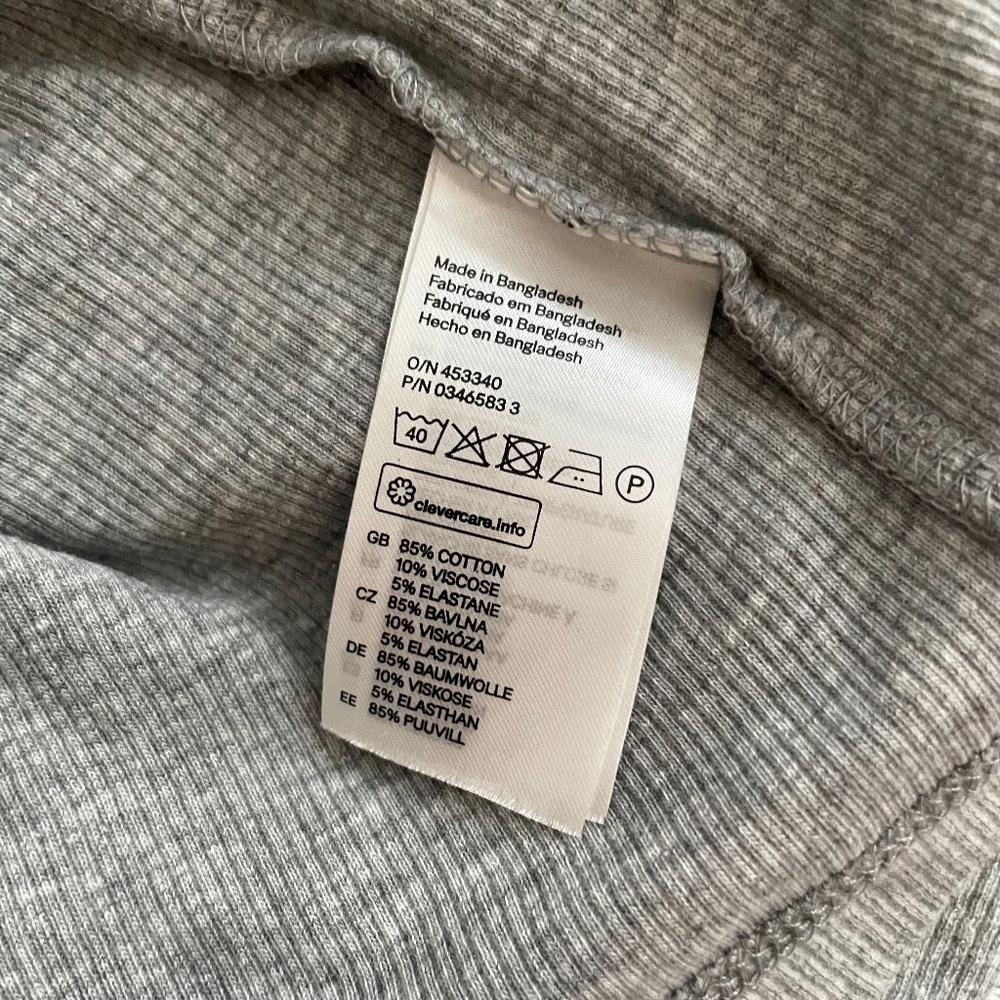 Made in Bangladesh
Fabricado em Bangladesh
Fabriqué en Bangladesh
Hecho en Bangladesh
O/N 453340
P/N 0346583 3
40
P
clevercare.info
GB 85% COTTON
10% VISCOSE
5% ELASTANE
CZ 85% BAVLNA
10% VISKÓZA
5% ELASTAN
DE 85% BAUMWOLLE
10% VISKOSE
5% ELASTHAN
EE 85% PUUVILL